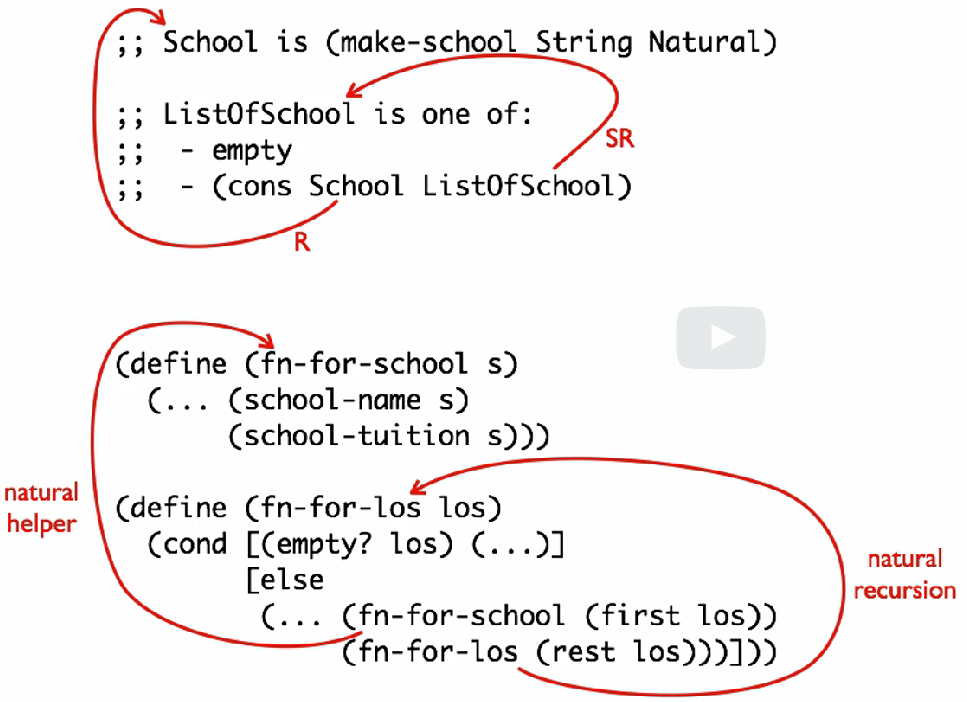 ;; School is (make-school String Natural)
;; ListOfSchool is one of:
;;  - empty
;;  - (cons School ListOfSchool)
SR
R
(define (fn-for-school s)
  (... (school-name s)
       (school-tuition s)))
natural
helper
(define (fn-for-los los)
  (cond [(empty? los) (...)]
        [else
         (... (fn-for-school (first los))
              (fn-for-los (rest los)))]))
natural
recursion